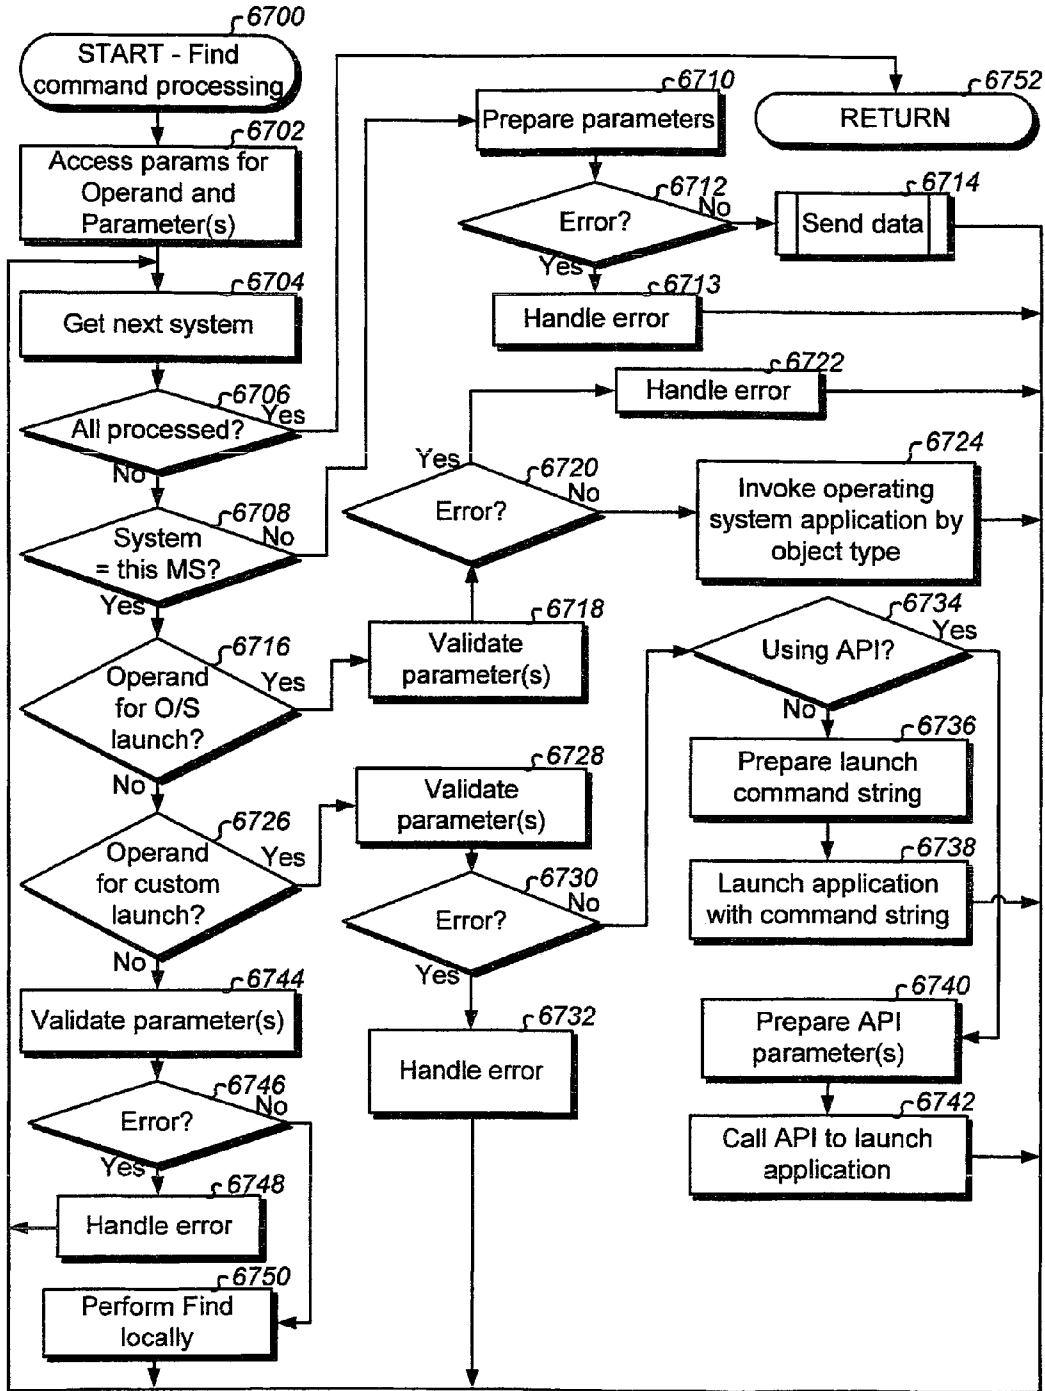 6700
START - Find
command processing
6702
Access params for
Operand and
Parameter(s)
6704
Get next system
6706
All processed?
Yes
No
6708
System
= this MS?
No
Yes
6716
Operand
for O/S
launch?
Yes
No
6726
Operand
for custom
launch?
Yes
No
6744
Validate parameter(s)
6746
Error?
No
Yes
6748
Handle error
6750
Perform Find
locally
6710
Prepare parameters
6752
RETURN
6712
Error?
No
Yes
6714
Send data
6713
Handle error
6722
Handle error
6720
Error?
Yes
No
6724
Invoke operating
system application by
object type
6718
Validate
parameter(s)
6728
Validate
parameter(s)
6730
Error?
No
Yes
6732
Handle error
6734
Using API?
Yes
No
6736
Prepare launch
command string
6738
Launch application
with command string
6740
Prepare API
parameter(s)
6742
Call API to launch
application